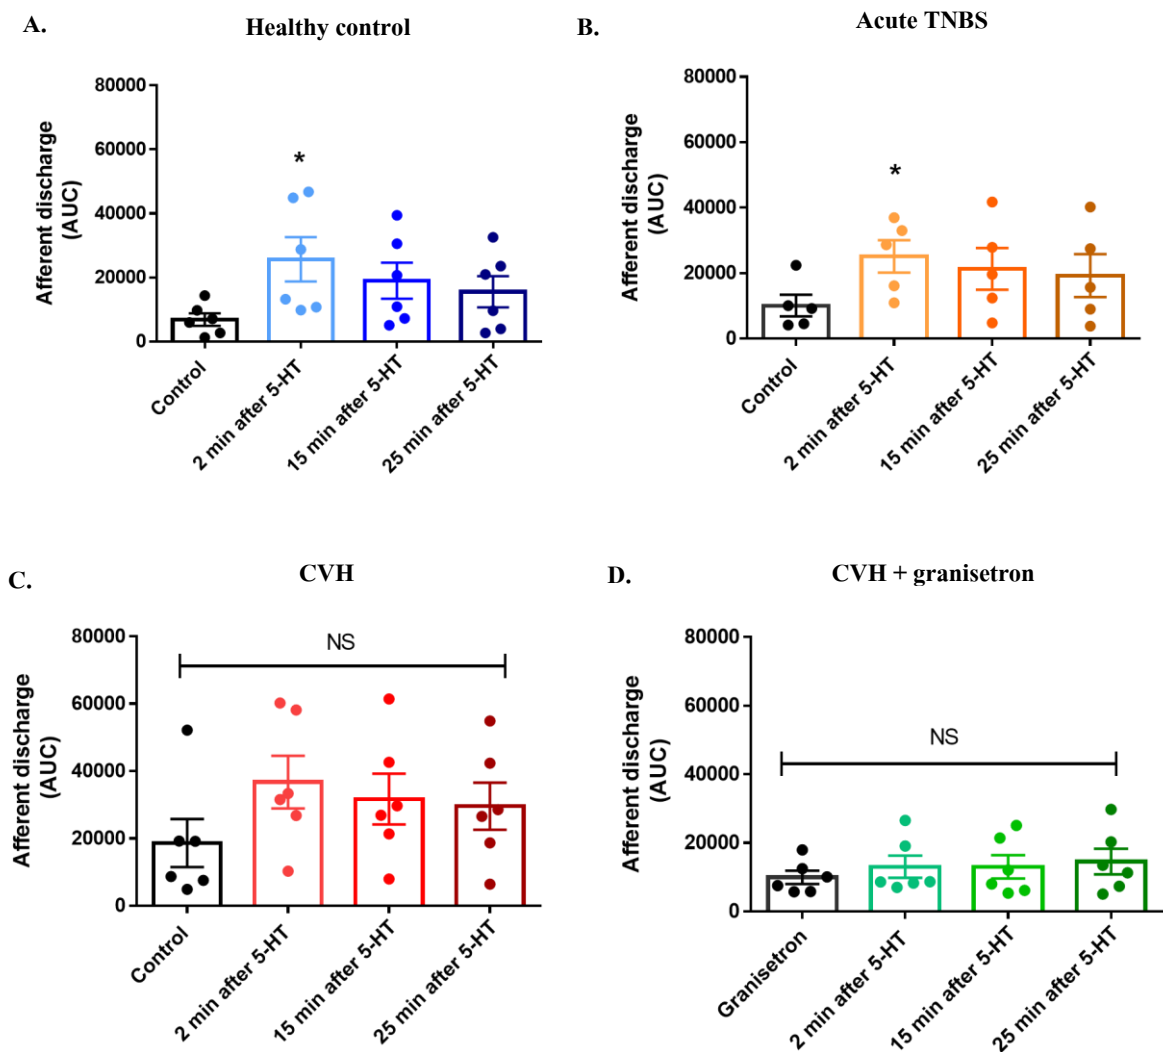 A.
Healthy control
Afferent discharge
(AUC)
80000
60000
40000
20000
0
*
Control
2 min after 5-HT
15 min after 5-HT
25 min after 5-HT
B.
Acute TNBS
Afferent discharge
(AUC)
80000
60000
40000
20000
0
*
Control
2 min after 5-HT
15 min after 5-HT
25 min after 5-HT
C.
CVH
Afferent discharge
(AUC)
80000
60000
40000
20000
0
NS
Control
2 min after 5-HT
15 min after 5-HT
25 min after 5-HT
D.
CVH + granisetron
Afferent discharge
(AUC)
80000
60000
40000
20000
0
NS
Granisetron
2 min after 5-HT
15 min after 5-HT
25 min after 5-HT